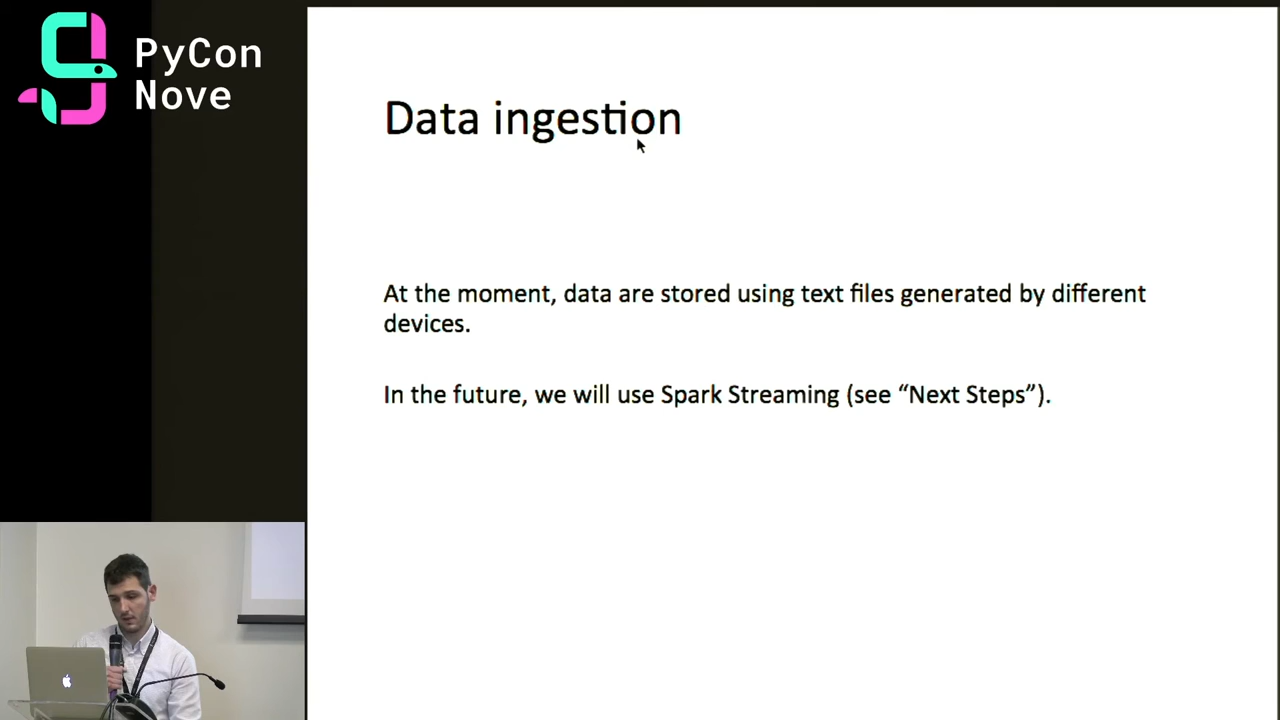 PyCon
Nove
Data ingestion
At the moment, data are stored using text files generated by different
devices.
In the future, we will use Spark Streaming (see “Next Steps”).